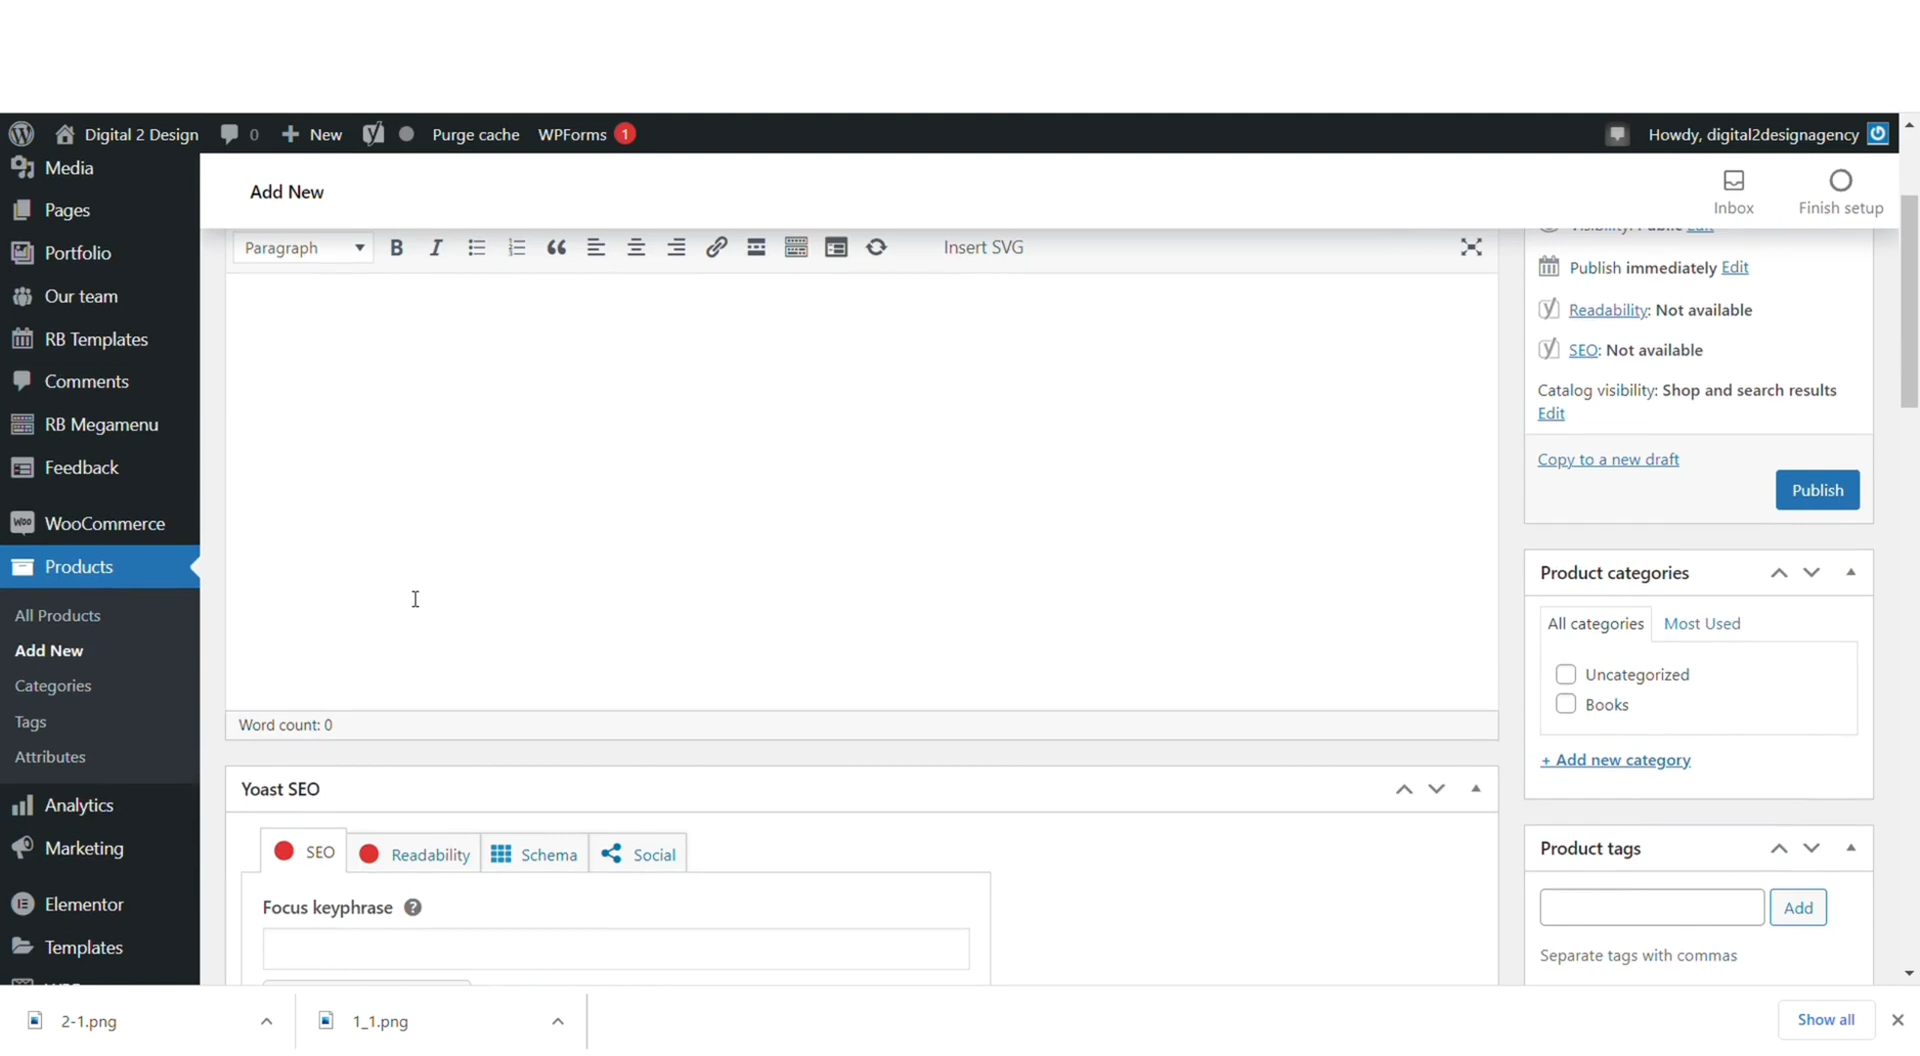 Digital 2 Design 0 New Purge cache WPForms 1 Howdy, digital2designagency
Media
Pages
Portfolio
Our team
RB Templates
Comments
RB Megamenu
Feedback
WooCommerce
Products
All Products
Add New
Categories
Tags
Attributes
Analytics
Marketing
Elementor
Templates
Add New
Inbox
Finish setup
Paragraph B I Insert SVG
Word count: 0
Yoast SEO
SEO Readability Schema Social
Focus keyphrase ?
Publish immediately Edit
Readability: Not available
SEO: Not available
Catalog visibility: Shop and search results
Edit
Copy to a new draft
Publish
Product categories
All categories Most Used
Uncategorized
Books
+ Add new category
Product tags
Add
Separate tags with commas
2-1.png 1_1.png Show all